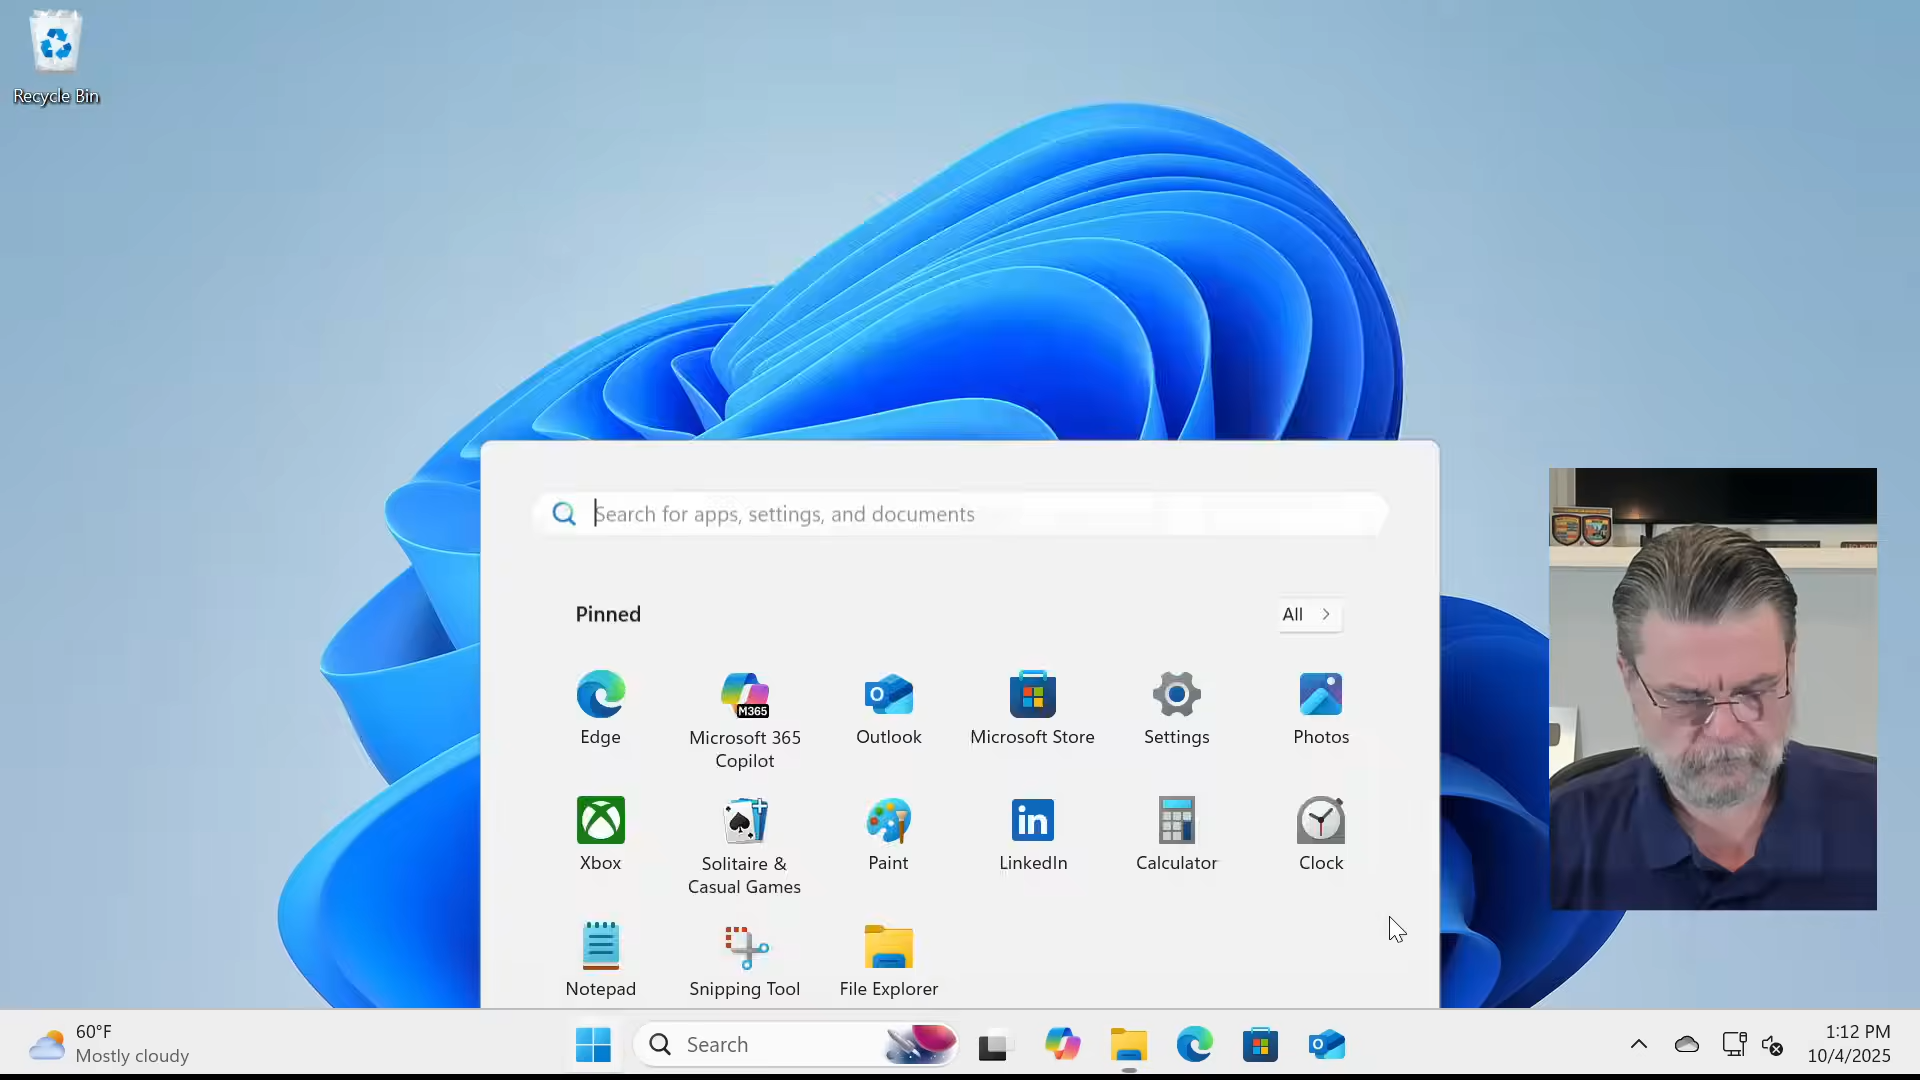 Recycle Bin
Search for apps, settings, and documents
Pinned
All
Edge
Microsoft 365
Copilot
M365
Outlook
Microsoft Store
Settings
Photos
Xbox
Solitaire &
Casual Games
Paint
LinkedIn
Calculator
Clock
Notepad
Snipping Tool
File Explorer
60°F
Mostly cloudy
Search
1:12 PM
10/4/2025